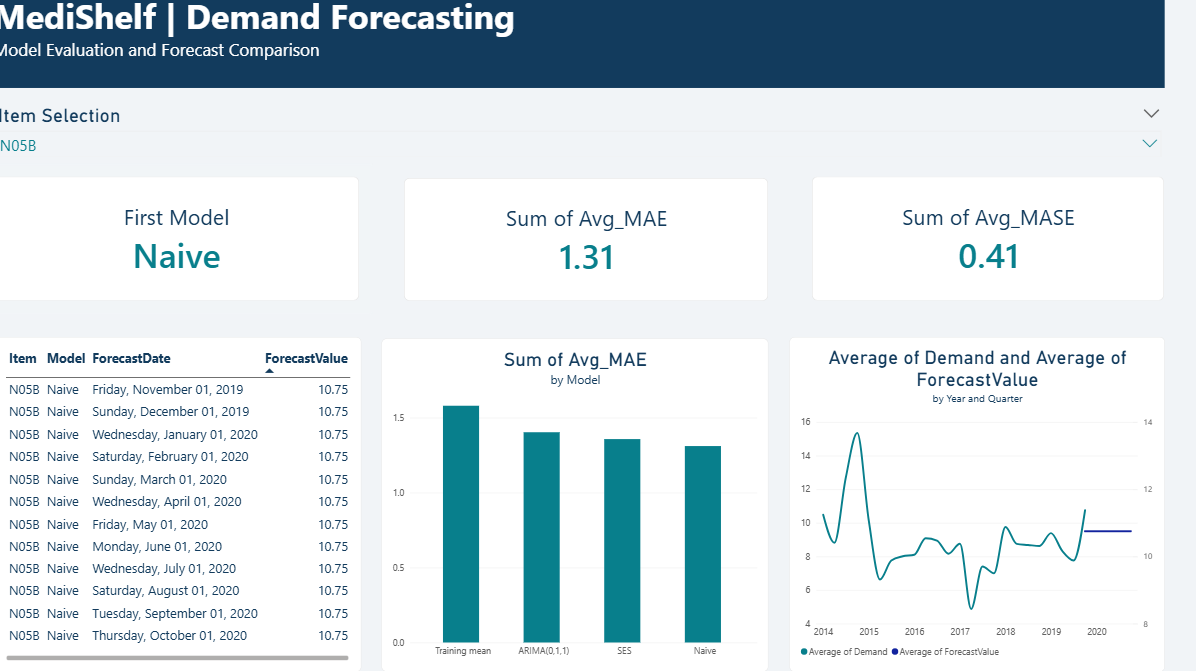 MediShelf | Demand Forecasting
Model Evaluation and Forecast Comparison
Item Selection
N05B
First Model
Naive
Sum of Avg_MAE
1.31
Sum of Avg_MASE
0.41
Item Model ForecastDate ForecastValue
N05B Naive Friday, November 01, 2019 10.75
N05B Naive Sunday, December 01, 2019 10.75
N05B Naive Wednesday, January 01, 2020 10.75
N05B Naive Saturday, February 01, 2020 10.75
N05B Naive Sunday, March 01, 2020 10.75
N05B Naive Wednesday, April 01, 2020 10.75
N05B Naive Friday, May 01, 2020 10.75
N05B Naive Monday, June 01, 2020 10.75
N05B Naive Wednesday, July 01, 2020 10.75
N05B Naive Saturday, August 01, 2020 10.75
N05B Naive Tuesday, September 01, 2020 10.75
N05B Naive Thursday, October 01, 2020 10.75
Sum of Avg_MAE
by Model
1.5
1.0
0.5
0.0
Training mean ARIMA(0,1,1) SES Naive
Average of Demand and Average of
ForecastValue
by Year and Quarter
16 14
14
12 12
10
8 10
6
4 8
2014 2015 2016 2017 2018 2019 2020
Average of Demand Average of ForecastValue